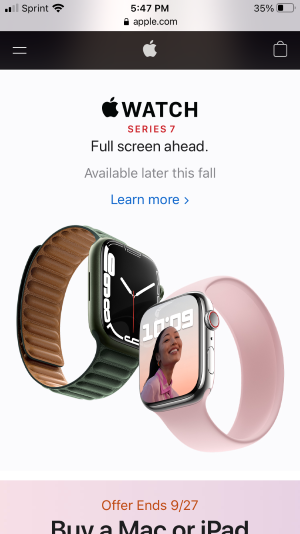 Sprint
5:47 PM
35%
apple.com
WATCH
SERIES 7
Full screen ahead.
Available later this fall
Learn more >
10:09
Offer Ends 9/27
Buy a Mac or iPad